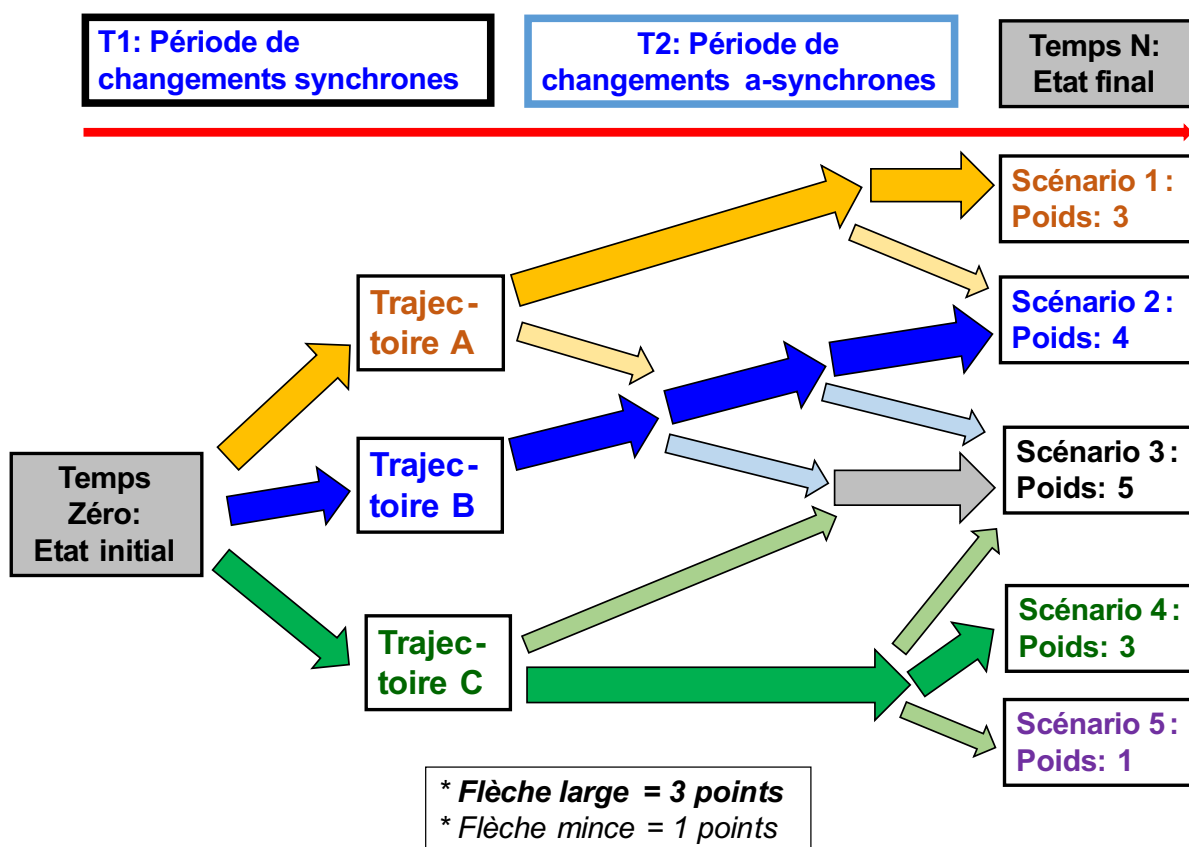 T1: Période de
changements synchrones
T2: Période de
changements a-synchrones
Temps N:
Etat final
Scénario 1:
Poids: 3
Trajec-
toire A
Scénario 2:
Poids: 4
Temps
Zéro:
Etat initial
Trajec-
toire B
Scénario 3:
Poids: 5
Trajec-
toire C
Scénario 4:
Poids: 3
Scénario 5:
Poids: 1
* Flèche large = 3 points
* Flèche mince = 1 points